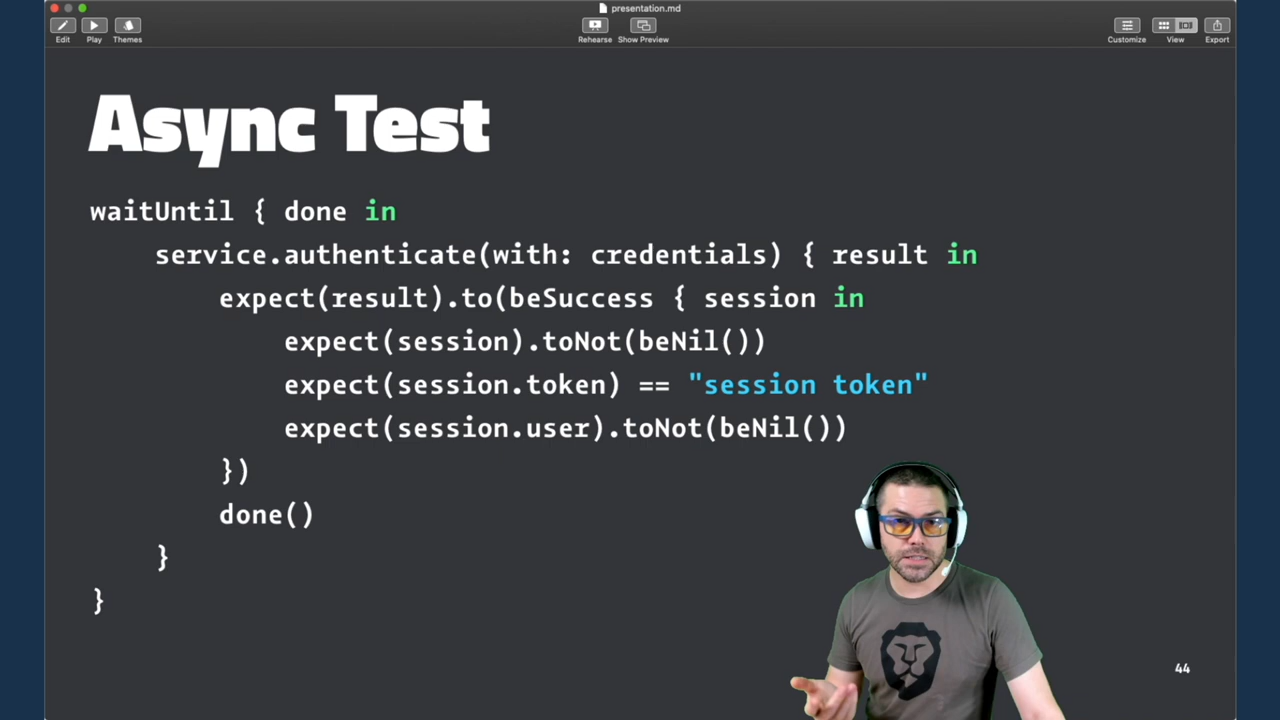 presentation.md
Edit
Play
Themes
Rehearse
Show Preview
Customize
View
Export
Async Test
waitUntil { done in
service.authenticate(with: credentials) { result in
expect(result).to(beSuccess { session in
expect(session).toNot(beNil())
expect(session.token) == "session token"
expect(session.user).toNot(beNil())
})
done()
}
}
44